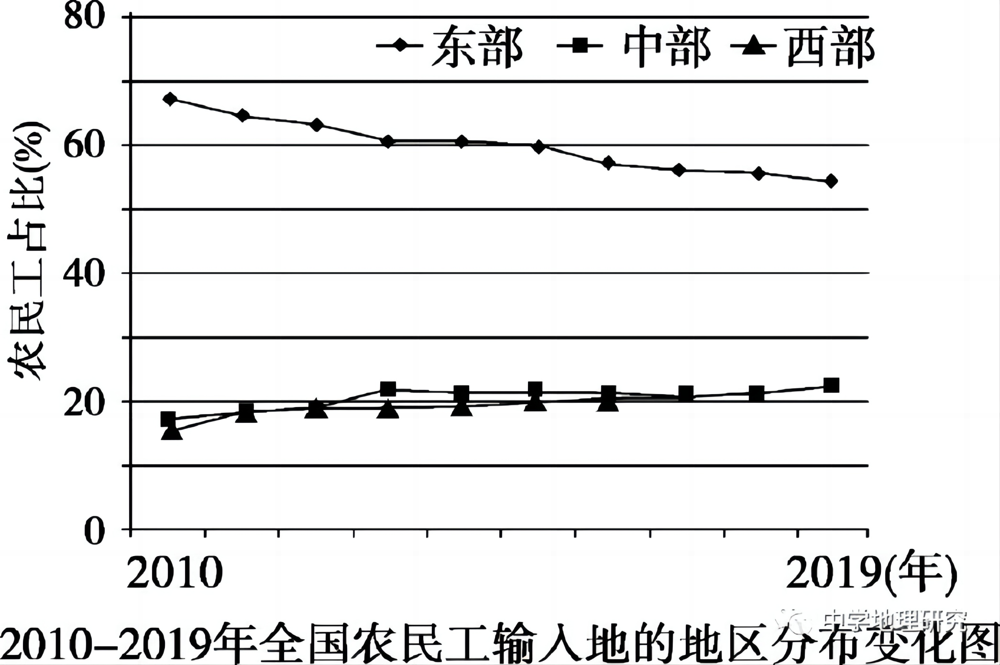 80
东部 中部 西部
60
40
20
0
农民工占比(%)
2010 2019(年)
中学地理研究
2010-2019年全国农民工输入地的地区分布变化图